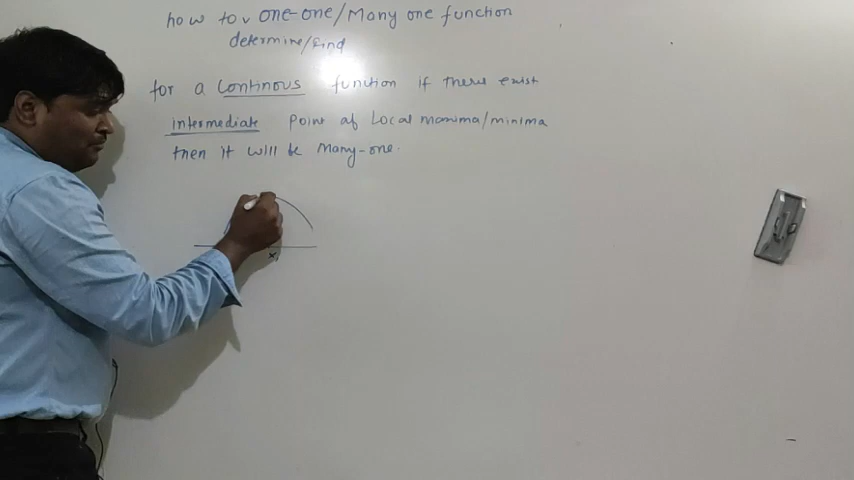 how to one-one/Many one function
determine/find
for a Continous function if there exist
intermediate Point of Local maxima/minima
then it will be Many-one.
x